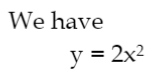 We have
y = 2x²